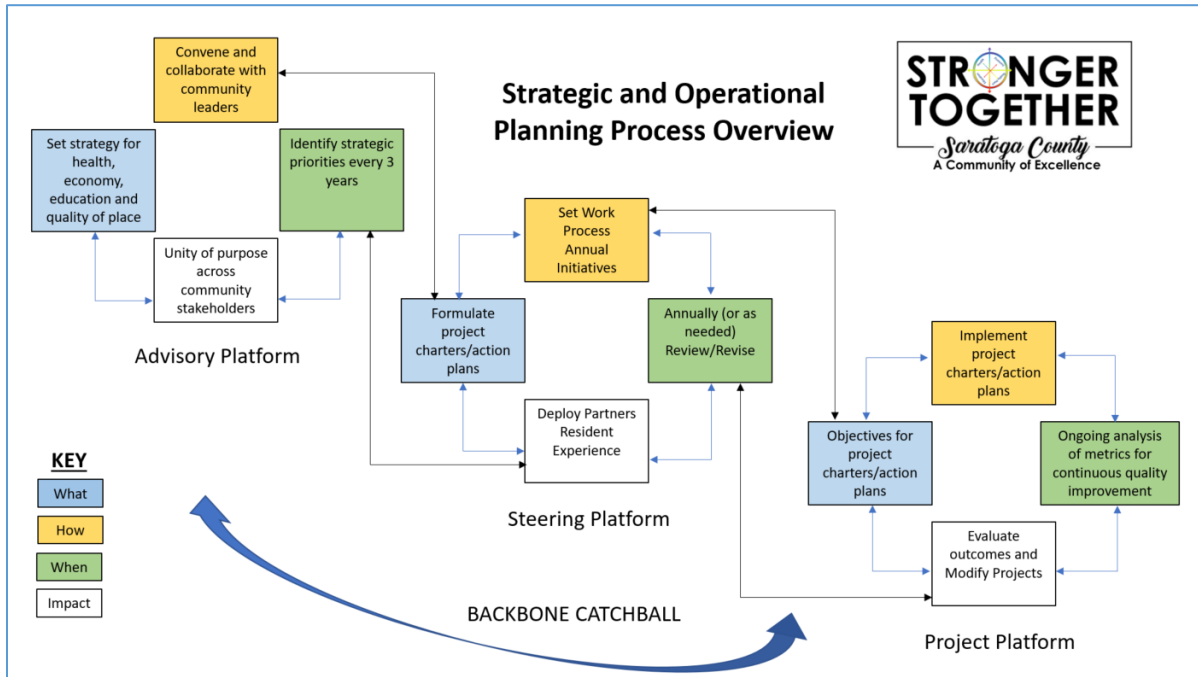 Strategic and Operational
Planning Process Overview
STRONGER
TOGETHER
Saratoga County
A Community of Excellence
Convene and
collaborate with
community
leaders
Set strategy for
health,
economy,
education and
quality of place
Identify strategic
priorities every 3
years
Unity of purpose
across
community
stakeholders
Advisory Platform
Set Work
Process
Annual
Initiatives
Formulate
project
charters/action
plans
Annually (or as
needed)
Review/Revise
Deploy Partners
Resident
Experience
Steering Platform
Implement
project
charters/action
plans
Objectives for
project
charters/action
plans
Ongoing analysis
of metrics for
continuous quality
improvement
Evaluate
outcomes and
Modify Projects
Project Platform
KEY
What
How
When
Impact
BACKBONE CATCHBALL